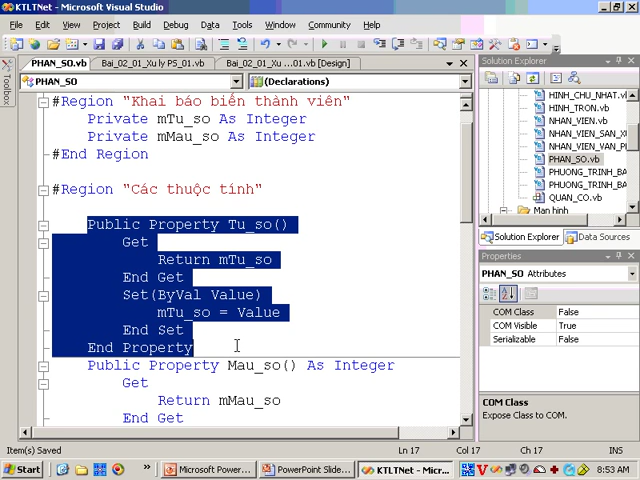 KTLTNet - Microsoft Visual Studio
File Edit View Project Build Debug Data Tools Window Community Help
PHAN_SO.vb Bai_02_01_Xu ly PS_01.vb Bai_02_01_Xu ...01.vb [Design]
PHAN_SO (Declarations)
#Region "Khai báo biến thành viên"
Private mTu_so As Integer
Private mMau_so As Integer
#End Region
#Region "Các thuộc tính"
Public Property Tu_so()
Get
Return mTu_so
End Get
Set(ByVal Value)
mTu_so = Value
End Set
End Property
Public Property Mau_so() As Integer
Get
Return mMau_so
End Get
Toolbox
Solution Explorer
HINH_CHU_NHAT.
HINH_TRON.vb
NHAN_VIEN.vb
NHAN_VIEN_SAN_X
NHAN_VIEN_VAN_P
PHAN_SO.vb
PHUONG_TRINH_BA
PHUONG_TRINH_BA
QUAN_CO.vb
Man hinh
Solution Explorer Data Sources
Properties
PHAN_SO Attributes
COM Class False
COM Visible True
Serializable False
COM Class
Expose Class to COM.
Item(s) Saved Ln 17 Col 17 Ch 17 INS
Start Microsoft Power... PowerPoint Slide... KTLTNet - Micr... 8:53 AM